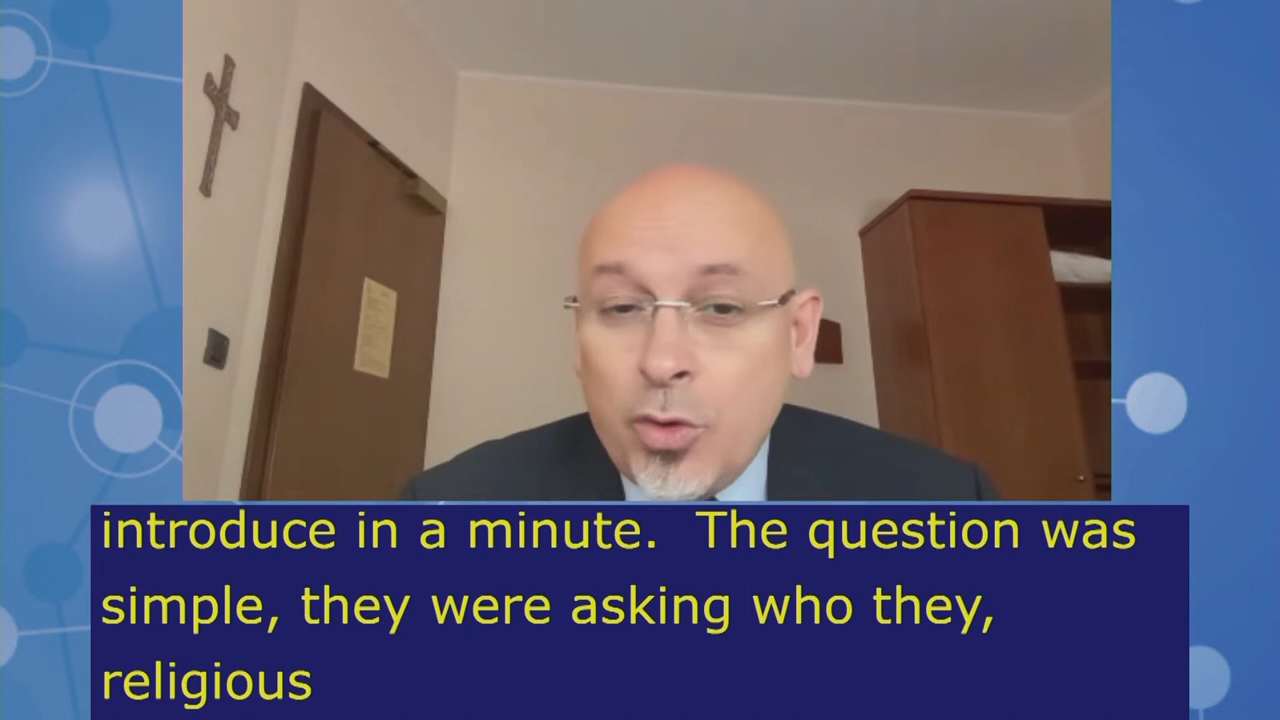 introduce in a minute.  The question was
simple, they were asking who they,
religious